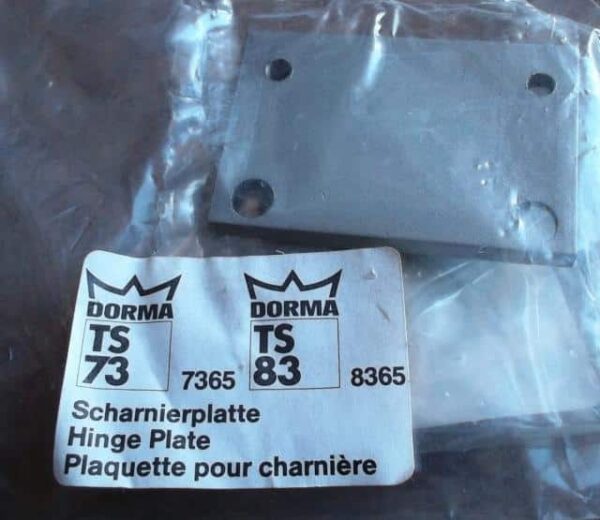 DORMA DORMA
TS TS
73 7365 83 8365
Scharnierplatte
Hinge Plate
Plaquette pour charnière